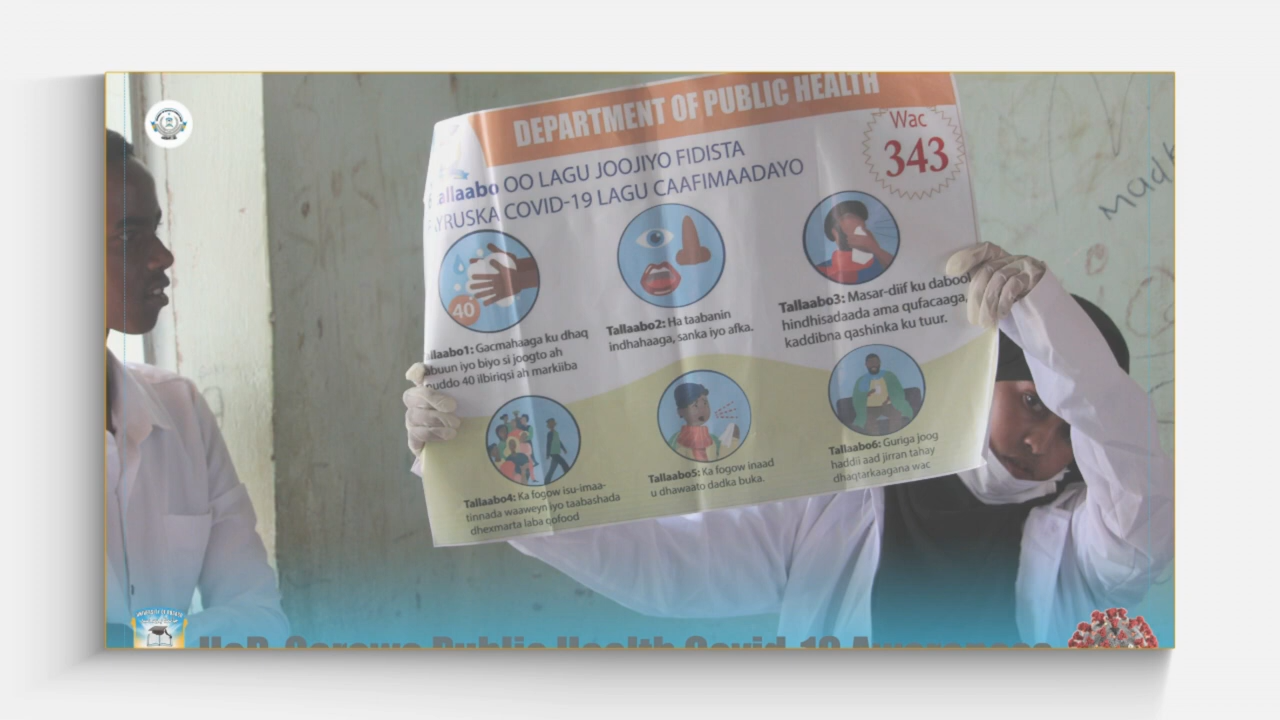 DEPARTMENT OF PUBLIC HEALTH
Wac
343
OO LAGU JOOJIYO FIDISTA
COVID-19 LAGU CAAFIMAADAYO
40
Gacmahaaga ku dhaq
iyo biyo si joogto ah
40 ilbiriqsi ah markiiba
Tallaabo2: Ha taabanin
indhahaaga, sanka iyo afka.
Tallaabo3: Masar-diif ku dabool
hindhisadaada ama qufacaaga,
kaddibna qashinka ku tuur.
Tallaabo4: Ka fogow isu-imaa-
tinnada waaweyn iyo taabashada
dhexmarta laba qofood
Tallaabo5: Ka fogow inaad
u dhawaato dadka buka.
Tallaabo6: Guriga joog
haddii aad jirran tahay
dhaqtarkaagana wac